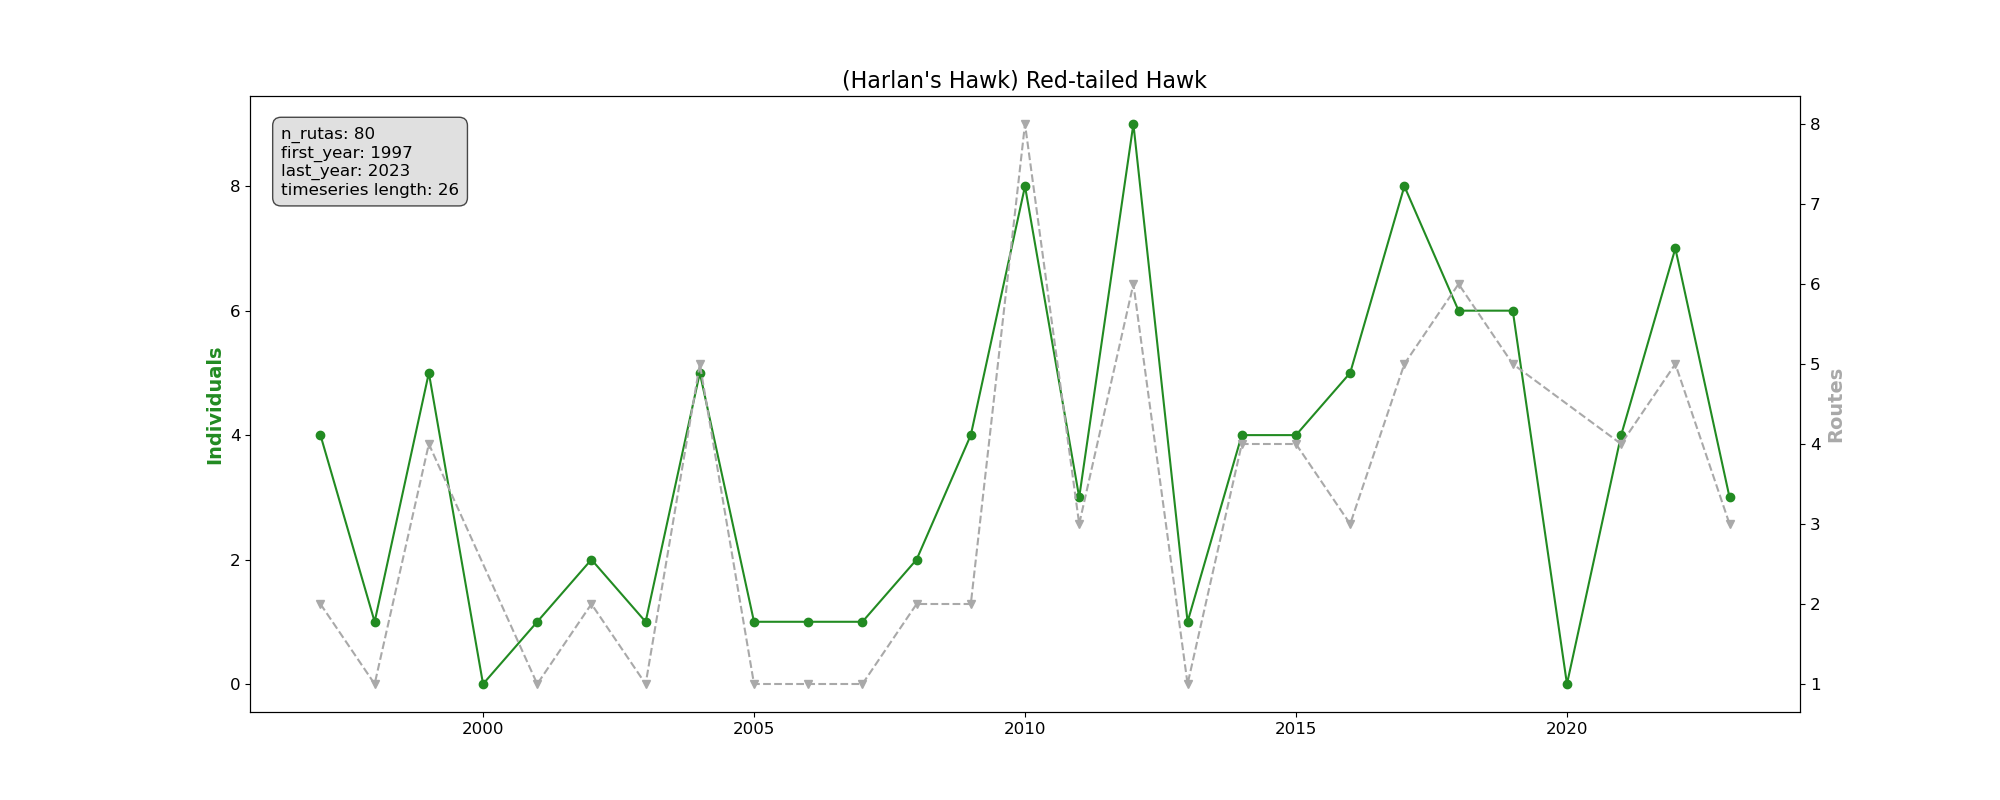 (Harlan's Hawk) Red-tailed Hawk
n_rutas: 80
first_year: 1997
last_year: 2023
timeseries length: 26
Individuals
8
6
4
2
0
Routes
8
7
6
5
4
3
2
1
2000 2005 2010 2015 2020